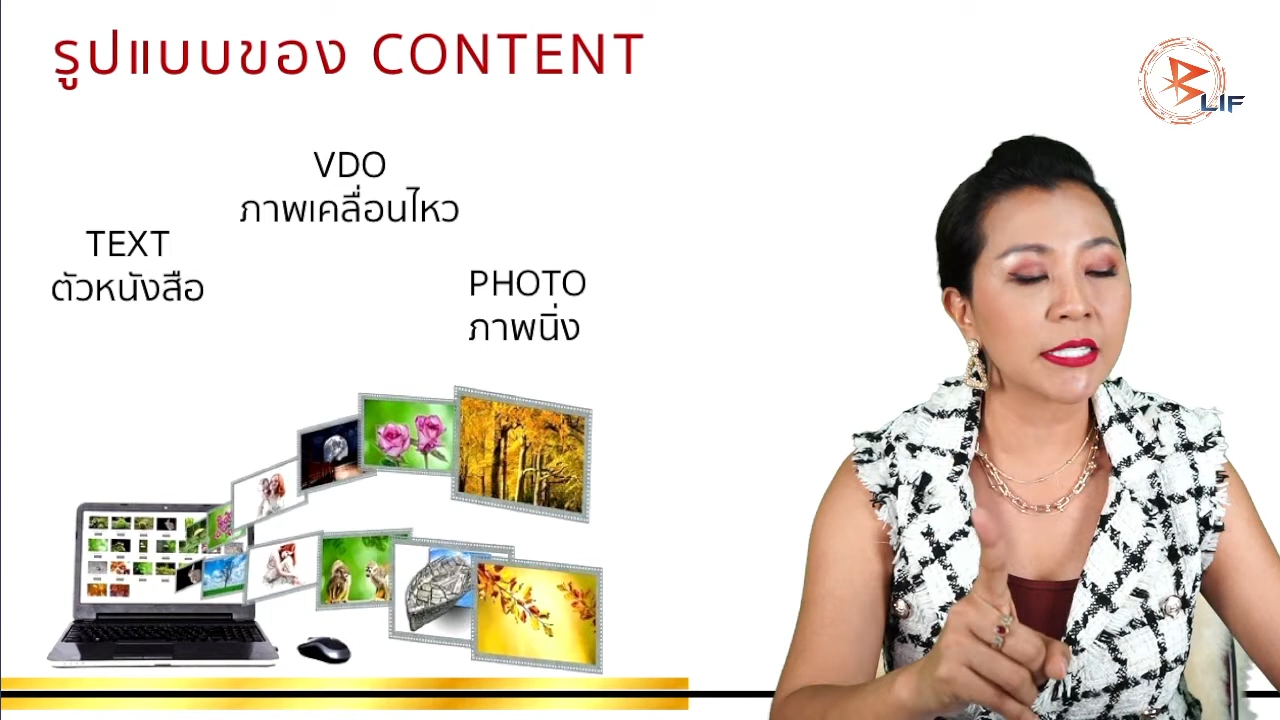 รูปแบบของ CONTENT
VDO
ภาพเคลื่อนไหว
TEXT
ตัวหนังสือ
PHOTO
ภาพนิ่ง
B LIF